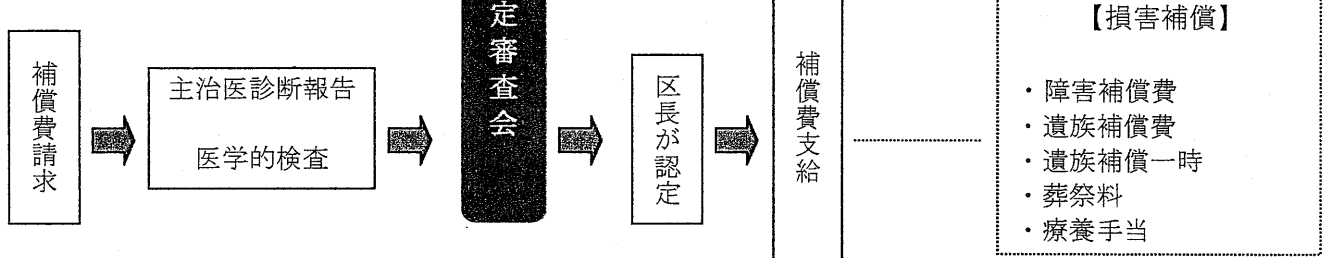 補償費請求
主治医診断報告
医学的検査
定審査会
区長が認定
補償費支給
【損害補償】
・障害補償費
・遺族補償費
・遺族補償一時
・葬祭料
・療養手当